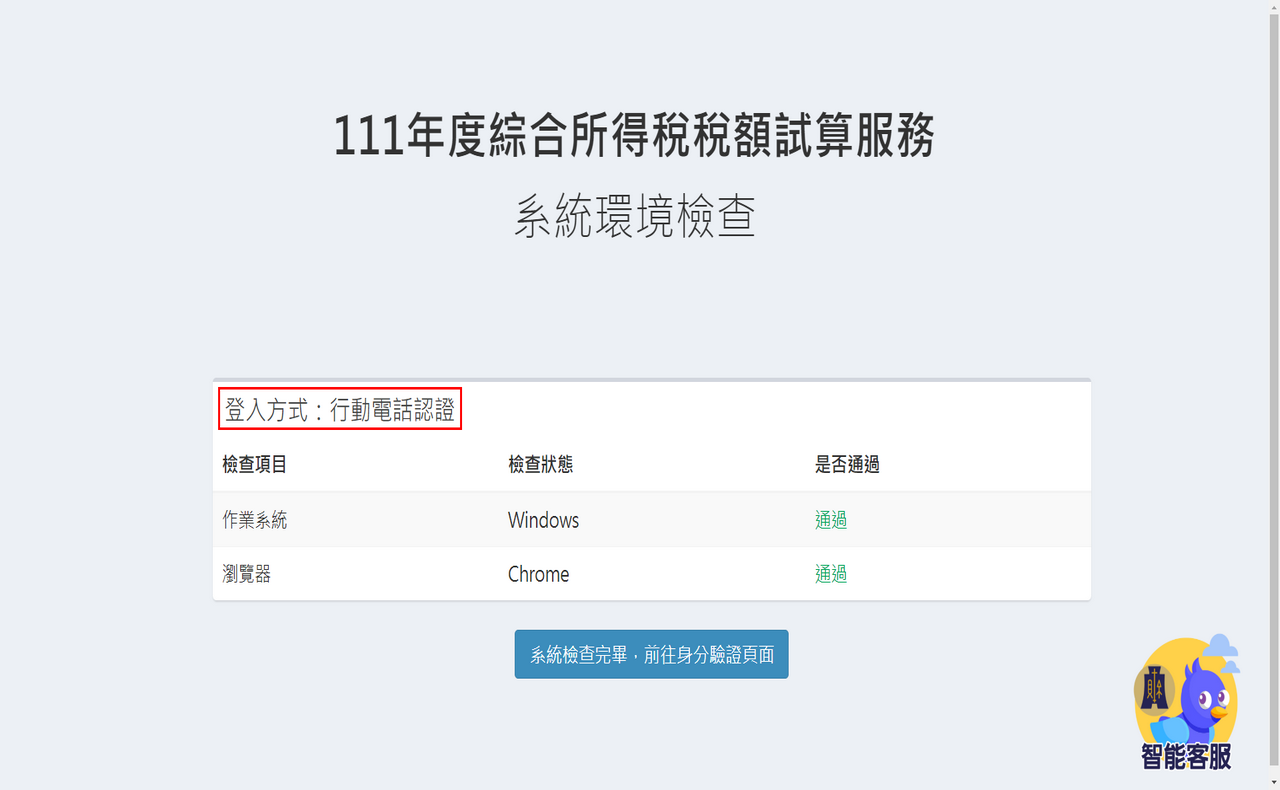 111年度綜合所得稅稅額試算服務
系統環境檢查
登入方式：行動電話認證
檢查項目 檢查狀態 是否通過
作業系統 Windows 通過
瀏覽器 Chrome 通過
系統檢查完畢，前往身分驗證頁面
財
智能客服